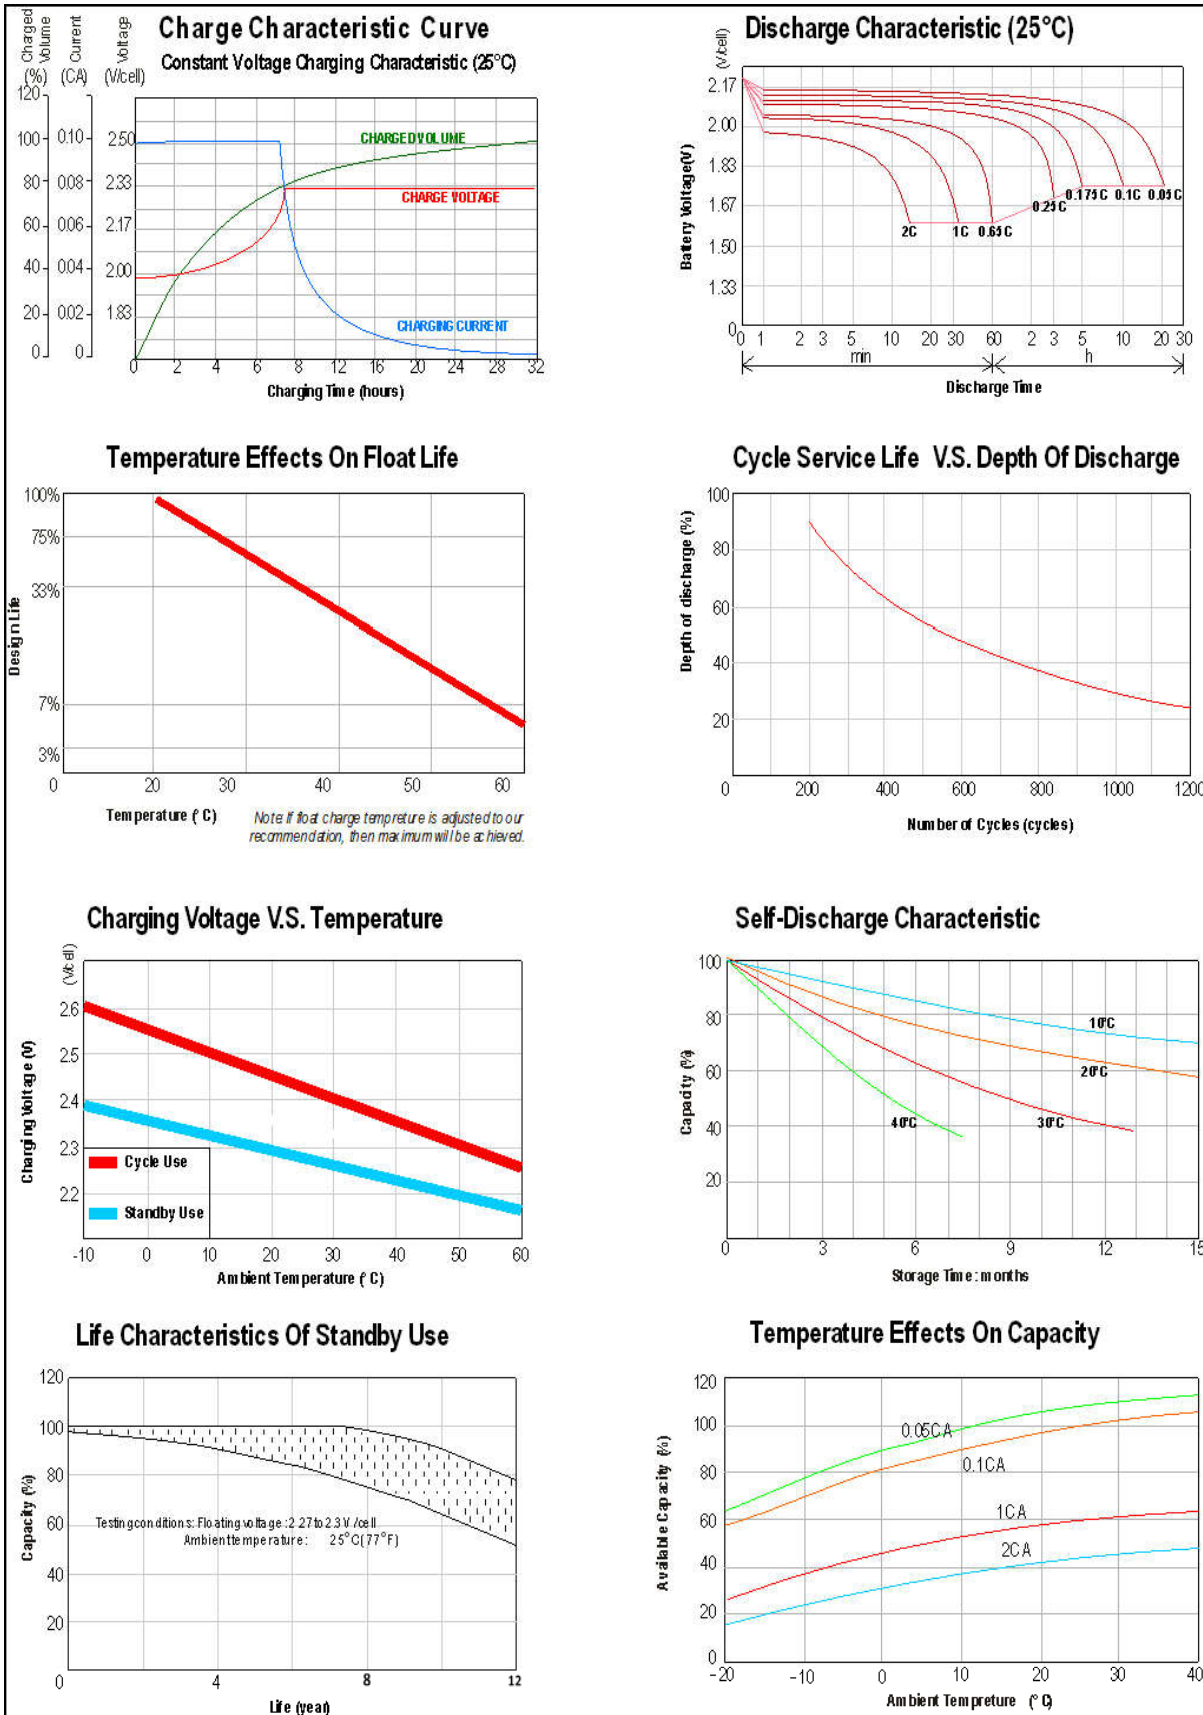 Charge Characteristic Curve
Constant Voltage Charging Characteristic (25°C)
Charged Volume
Current
Voltage
(%) (CA) (V/cell)
120
100 0.10 2.50
80 0.08 2.33
60 0.06 2.17
40 0.04 2.00
20 0.02 1.83
0 0
CHARGED VOLUME
CHARGE VOLTAGE
CHARGING CURRENT
0 2 4 6 8 12 16 20 24 28 32
Charging Time (hours)
Discharge Characteristic (25°C)
(V/cell)
Battery Voltage(V)
2.17
2.00
1.83
1.67
1.50
1.33
0
2C 1C 0.65C 0.25C 0.175C 0.1C 0.05C
1 2 3 5 10 20 30 60 2 3 5 10 20 30
min h
Discharge Time
Temperature Effects On Float Life
Design Life
100%
75%
33%
7%
3%
0 20 30 40 50 60
Temperature (°C)
Note: If float charge tempreture is adjusted to our
recommendation, then maximum will be achieved.
Cycle Service Life V.S. Depth Of Discharge
Depth of discharge (%)
100
80
60
40
20
0 200 400 600 800 1000 1200
Number of Cycles (cycles)
Charging Voltage V.S. Temperature
(V/cell)
Charging Voltage (V)
2.6
2.5
2.4
2.3
2.2
Cycle Use
Standby Use
-10 0 10 20 30 40 50 60
Ambient Temperature (°C)
Self-Discharge Characteristic
Capacity (%)
100
80
60
40
20
10°C
20°C
30°C
40°C
0 3 6 9 12 15
Storage Time: months
Life Characteristics Of Standby Use
Capacity (%)
120
100
80
60
40
20
Testing conditions: Floating voltage: 2.27 to 2.3V/cell
Ambient temperature: 25°C(77°F)
0 4 8 12
Life (year)
Temperature Effects On Capacity
Available Capacity (%)
120
100
80
60
40
20
0
0.05CA
0.1CA
1CA
2CA
-20 -10 0 10 20 30 40
Ambient Tempreture (°C)